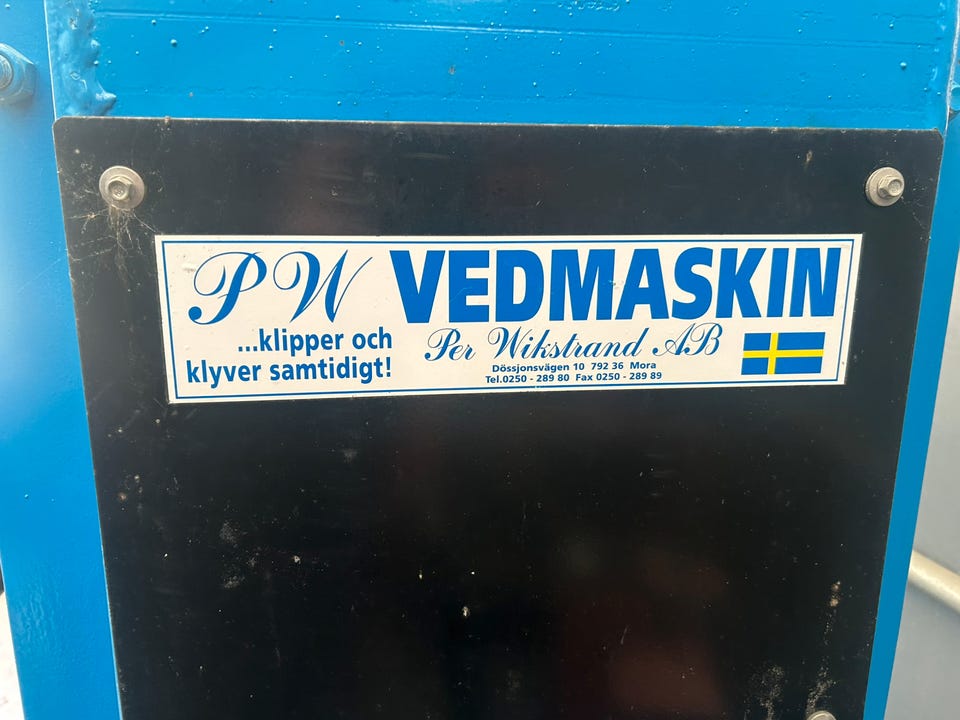 PW VEDMASKIN
...klipper och
klyver samtidigt!
Per Wikstrand AB
Dössjonsvägen 10 792 36 Mora
Tel.0250 - 289 80 Fax 0250 - 289 89